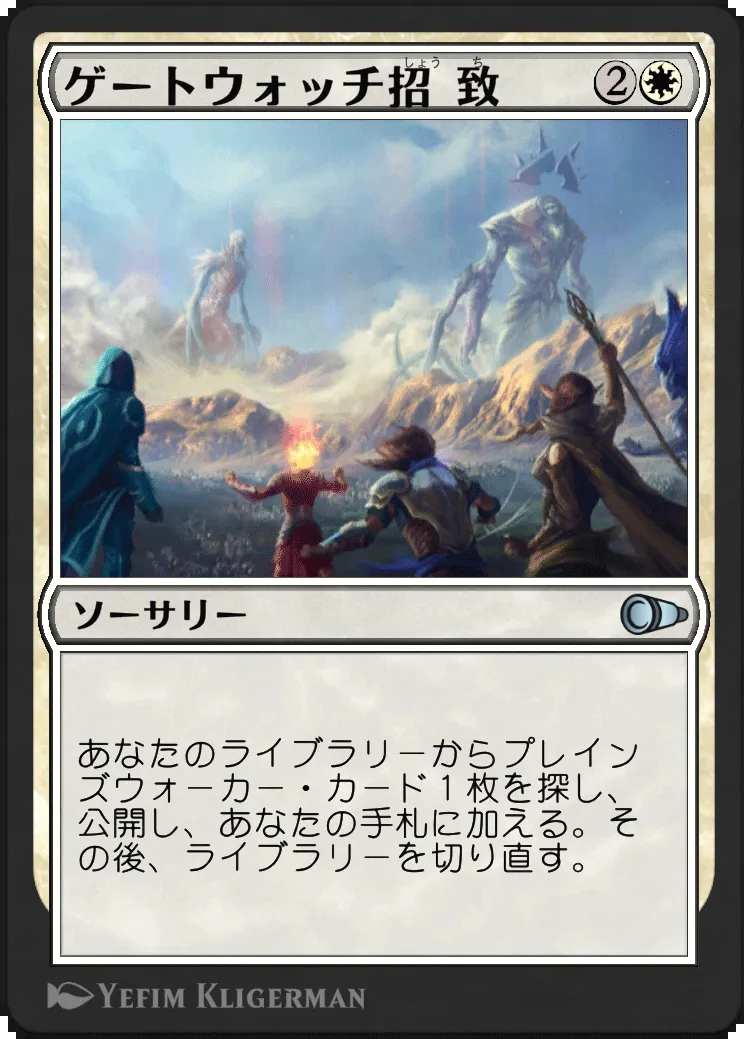 ゲートウォッチ招致
しょう ち
2
ソーサリー
あなたのライブラリーからプレイン
ズウォーカー・カード1枚を探し、
公開し、あなたの手札に加える。そ
の後、ライブラリーを切り直す。
YEFIM KLIGERMAN